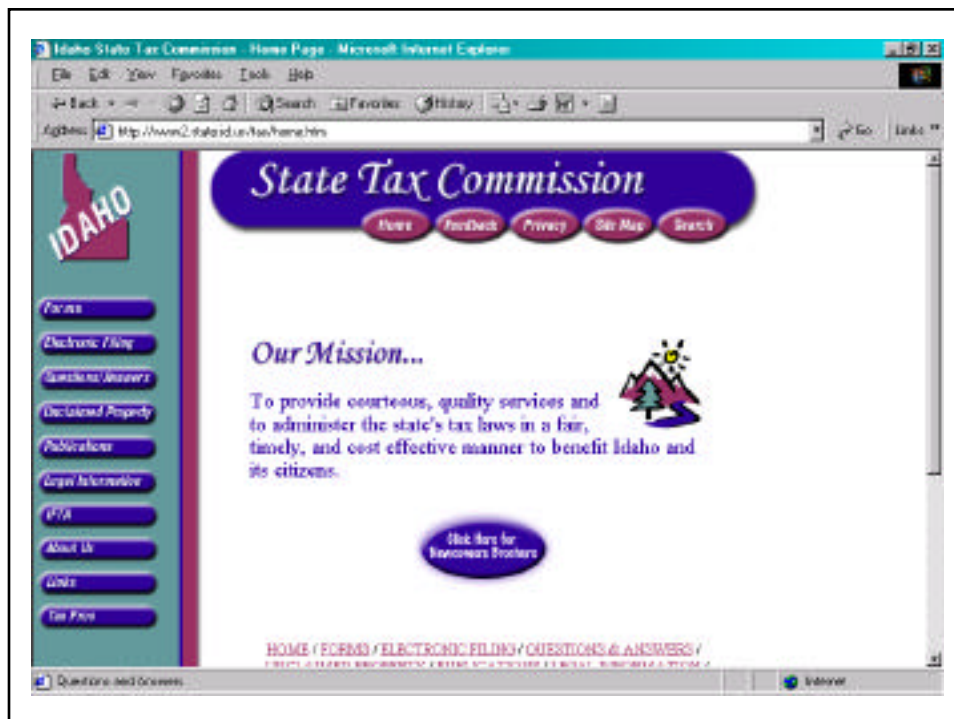 Idaho State Tax Commission - Home Page - Microsoft Internet Explorer
File Edit View Favorites Tools Help
Back Search Favorites History
Address http://www2.state.id.us/tax/home.htm Go Links
IDAHO
State Tax Commission
Home Feedback Privacy Site Map Search
Forms
Electronic Filing
Questions/Answers
Unclaimed Property
Publications
Legal Information
IFTA
About Us
Links
Tax Pros
Our Mission...
To provide courteous, quality services and
to administer the state's tax laws in a fair,
timely, and cost effective manner to benefit Idaho and
its citizens.
Click Here for
Newcomers Brochure
HOME / FORMS / ELECTRONIC FILING / QUESTIONS & ANSWERS /
UNCLAIMED PROPERTY / PUBLICATIONS / LEGAL INFORMATION /
Questions and Answers Internet